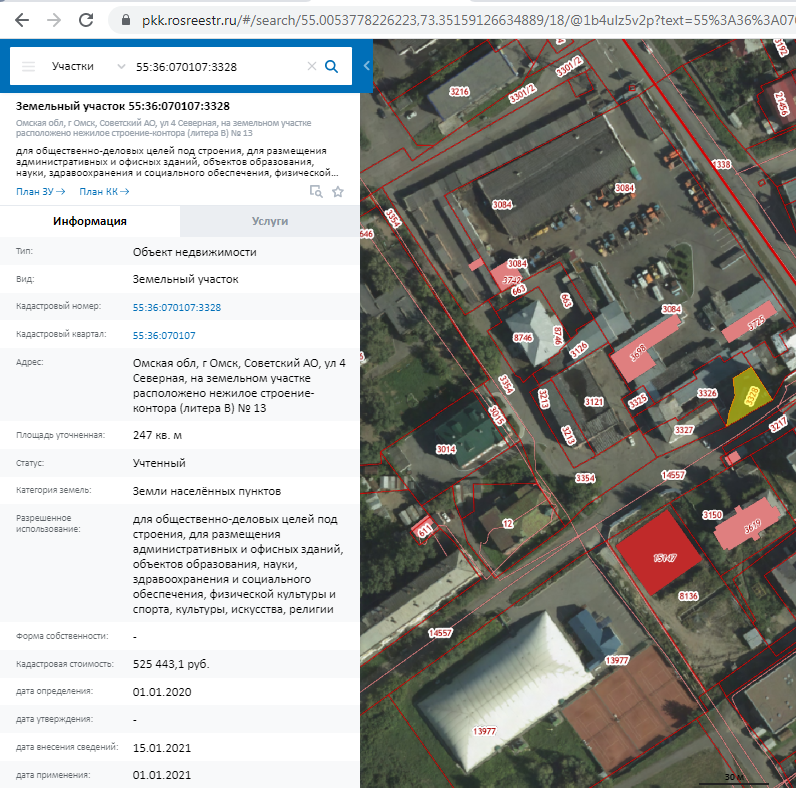 pkk.rosreestr.ru/#/search/55.0053778226223,73.35159126634889/18/@1b4ulz5v2p?text=55%3A36%3A070
Участки
55:36:070107:3328
Земельный участок 55:36:070107:3328
Омская обл, г Омск, Советский АО, ул 4 Северная, на земельном участке
расположено нежилое строение-контора (литера В) № 13
для общественно-деловых целей под строения, для размещения
административных и офисных зданий, объектов образования,
науки, здравоохранения и социального обеспечения, физической...
План ЗУ→ План КК→
Информация
Услуги
Тип:
Объект недвижимости
Вид:
Земельный участок
Кадастровый номер:
55:36:070107:3328
Кадастровый квартал:
55:36:070107
Адрес:
Омская обл, г Омск, Советский АО, ул 4
Северная, на земельном участке
расположено нежилое строение-
контора (литера В) № 13
Площадь уточненная:
247 кв. м
Статус:
Учтенный
Категория земель:
Земли населённых пунктов
Разрешенное
использование:
для общественно-деловых целей под
строения, для размещения
административных и офисных зданий,
объектов образования, науки,
здравоохранения и социального
обеспечения, физической культуры и
спорта, культуры, искусства, религии
Форма собственности:
-
Кадастровая стоимость:
525 443,1 руб.
дата определения:
01.01.2020
дата утверждения:
-
дата внесения сведений:
15.01.2021
дата применения:
01.01.2021
3192
3301/2
3216
3301/2
21456
1338
3084
3084
3354
646
3084
3742
663
663
3084
3725
8746
8746
3126
3698
3354
3213
3121
3325
3326
3328
3015
3213
3327
3217
3014
3354
14557
611
12
3150
3619
15147
8136
14557
13977
13977
30 м